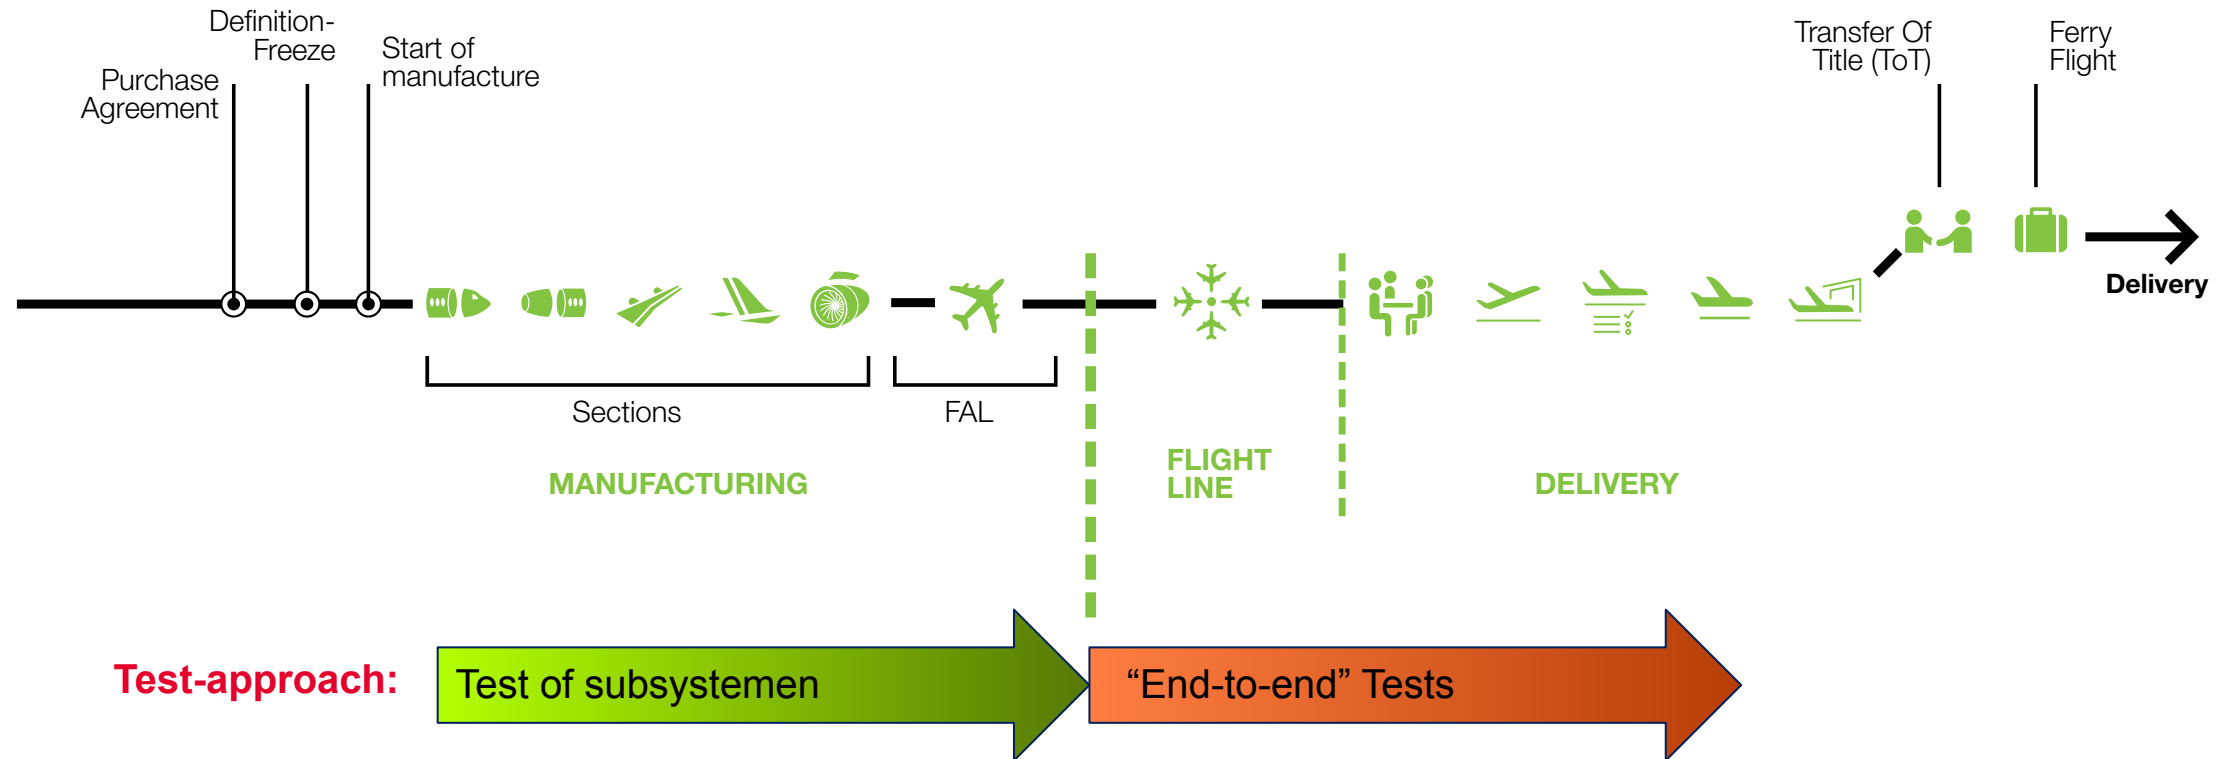 Definition-
Freeze
Purchase
Agreement
Start of
manufacture
Transfer Of
Title (ToT)
Ferry
Flight
Delivery
Sections
FAL
MANUFACTURING
FLIGHT
LINE
DELIVERY
Test-approach:
Test of subsystemen
“End-to-end” Tests